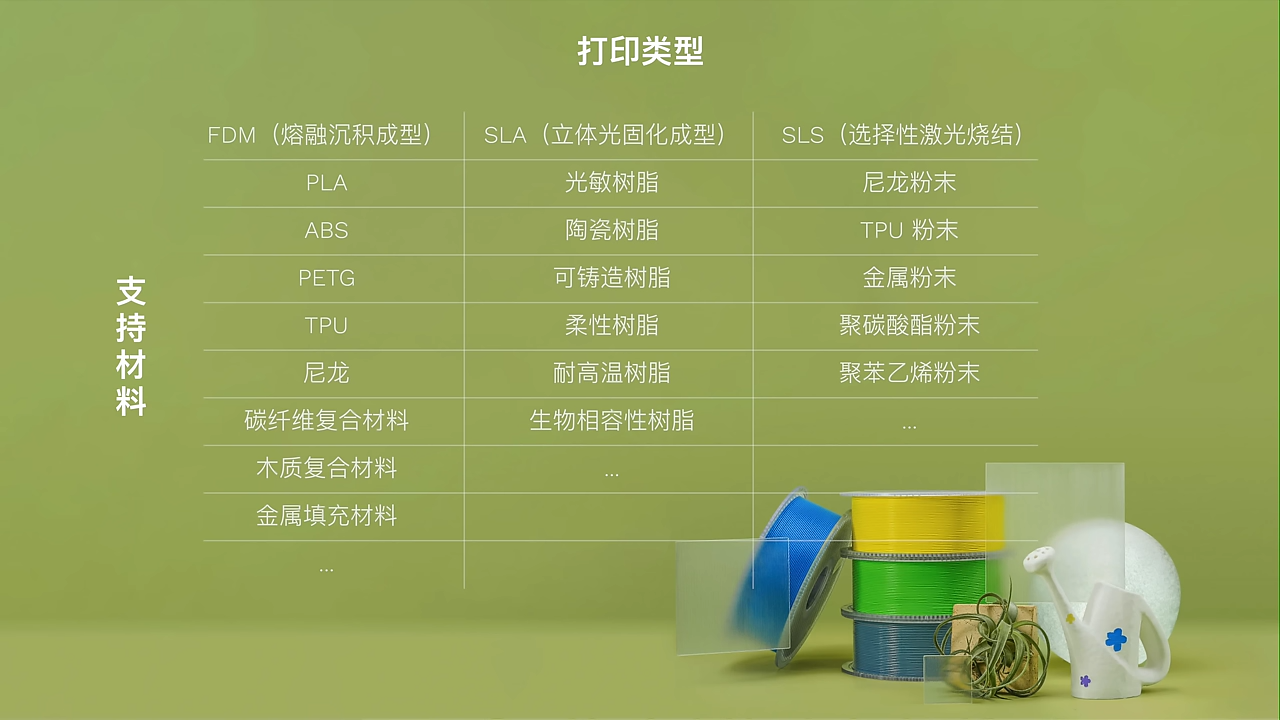 打印类型
FDM（熔融沉积成型） SLA（立体光固化成型） SLS（选择性激光烧结）
PLA 光敏树脂 尼龙粉末
ABS 陶瓷树脂 TPU 粉末
PETG 可铸造树脂 金属粉末
TPU 柔性树脂 聚碳酸酯粉末
尼龙 耐高温树脂 聚苯乙烯粉末
碳纤维复合材料 生物相容性树脂 ...
木质复合材料 ...
金属填充材料
...
支持材料